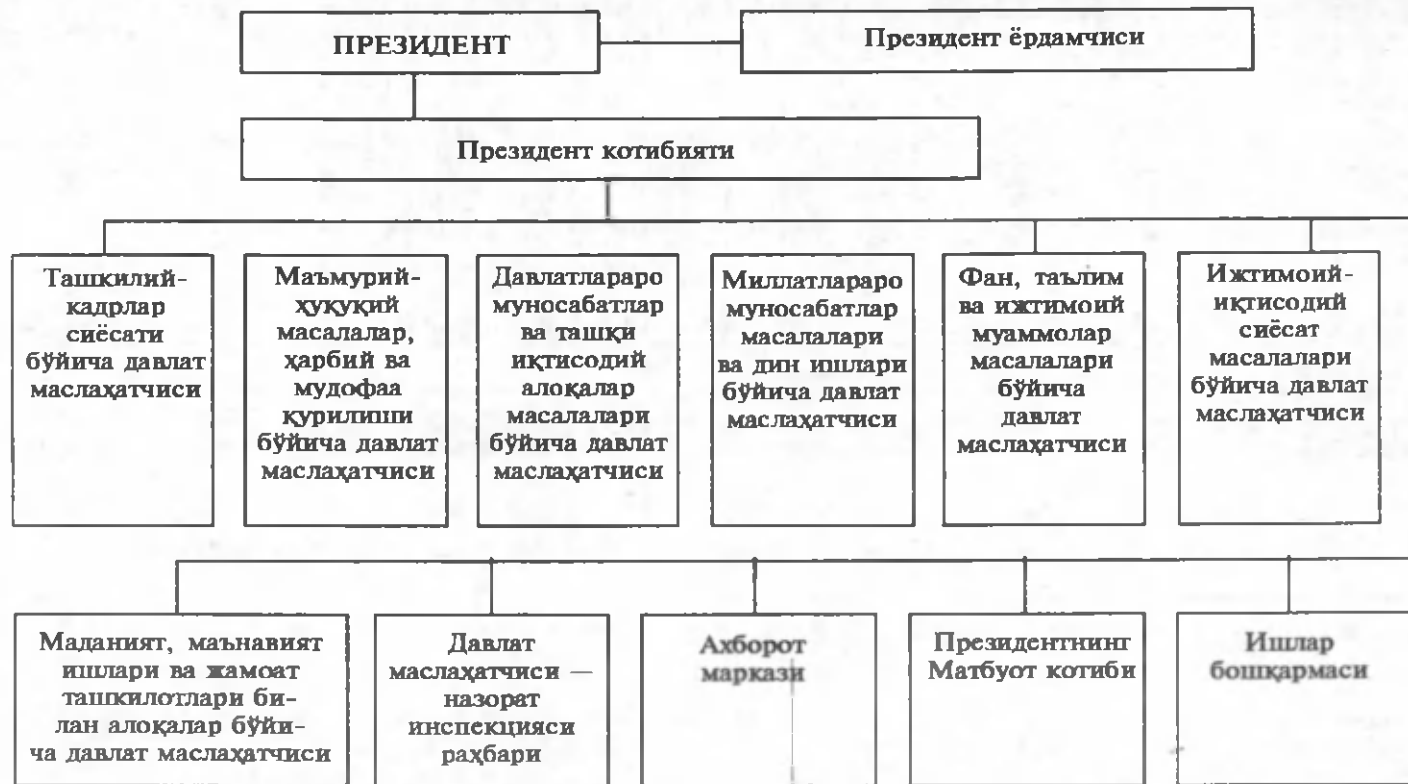 ПРЕЗИДЕНТ
Президент ёрдамчиси
Президент котибияти
Ташкилий-
кадрлар
сиёсати
бўйича давлат
маслаҳатчиси
Маъмурий-
ҳуқуқий
масалалар,
ҳарбий ва
мудофаа
қурилиши
бўйича давлат
маслаҳатчиси
Давлатлараро
муносабатлар
ва ташқи
иқтисодий
алоқалар
масалалари
бўйича давлат
маслаҳатчиси
Миллатлараро
муносабатлар
масалалари
ва дин ишлари
бўйича давлат
маслаҳатчиси
Фан, таълим
ва ижтимоий
муаммолар
масалалари
бўйича
давлат
маслаҳатчиси
Ижтимоий-
иқтисодий
сиёсат
масалалари
бўйича давлат
маслаҳатчиси
Маданият, маънавият
ишлари ва жамоат
ташкилотлари би-
лан алоқалар бўйи-
ча давлат маслаҳатчиси
Давлат
маслаҳатчиси —
назорат
инспекцияси
раҳбари
Ахборот
маркази
Президентнинг
Матбуот котиби
Ишлар
бошқармаси